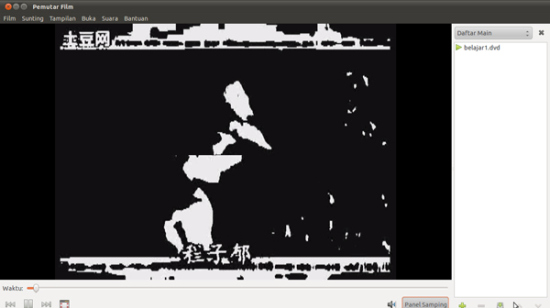 Pemutar Film
Film Sunting Tampilan Buka Suara Bantuan
土豆网
Daftar Main
belajar1.dvd
栏子郁
Waktu:
Panel Samping